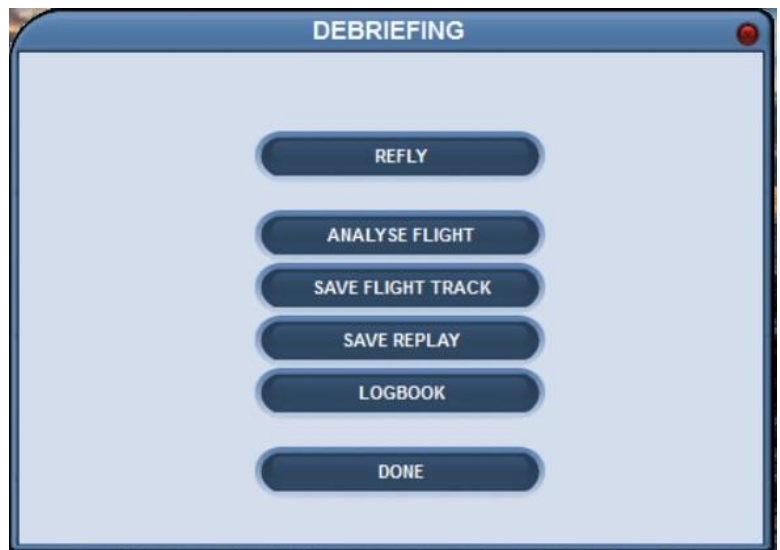 DEBRIEFING
REFLY
ANALYSE FLIGHT
SAVE FLIGHT TRACK
SAVE REPLAY
LOGBOOK
DONE